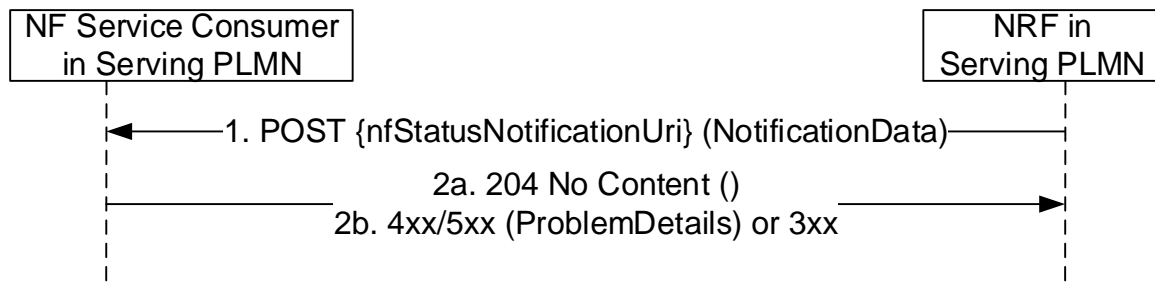 NF Service Consumer
in Serving PLMN
NRF in
Serving PLMN
1. POST {nfStatusNotificationUri} (NotificationData)
2a. 204 No Content ()
2b. 4xx/5xx (ProblemDetails) or 3xx